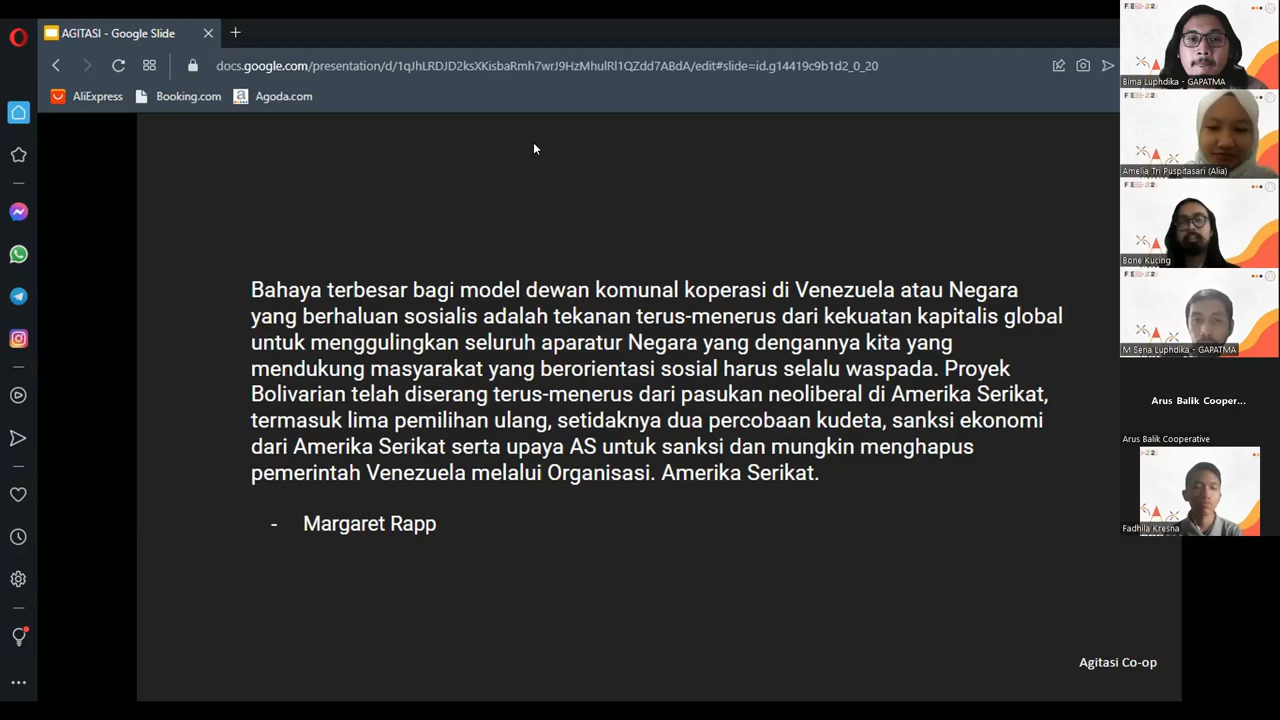 AGITASI - Google Slide
docs.google.com/presentation/d/1qJhLRDJD2ksXksbaRmh7wrJ9HzMhulRl1QZdd7ABdA/edit#slide=id.g14419c9b1d2_0_20
AliExpress
Booking.com
Agoda.com
Bahaya terbesar bagi model dewan komunal koperasi di Venezuela atau Negara
yang berhaluan sosialis adalah tekanan terus-menerus dari kekuatan kapitalis global
untuk menggulingkan seluruh aparatur Negara yang dengannya kita yang
mendukung masyarakat yang berorientasi sosial harus selalu waspada. Proyek
Bolivarian telah diserang terus-menerus dari pasukan neoliberal di Amerika Serikat,
termasuk lima pemilihan ulang, setidaknya dua percobaan kudeta, sanksi ekonomi
dari Amerika Serikat serta upaya AS untuk sanksi dan mungkin menghapus
pemerintah Venezuela melalui Organisasi. Amerika Serikat.
- Margaret Rapp
Agitasi Co-op
Bima Luphdika - GAPATMA
Amelia Tri Puspitasari (Alia)
Bone Kucing
M Sena Luphdika - GAPATMA
Arus Balik Cooper...
Arus Balik Cooperative
Fadhila Kresna